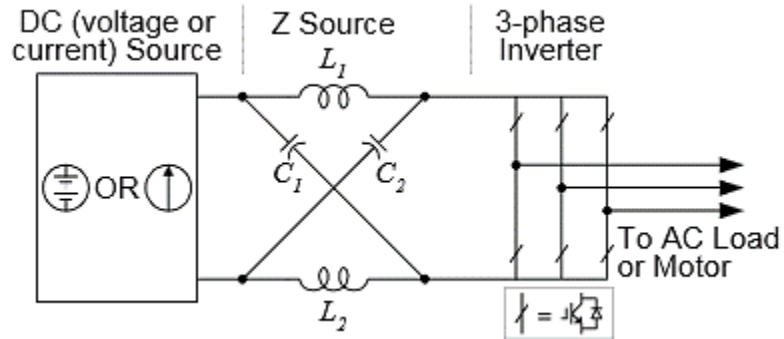 DC (voltage or
current) Source
Z Source
3-phase
Inverter
L1
C1
C2
OR
L2
To AC Load
or Motor
=